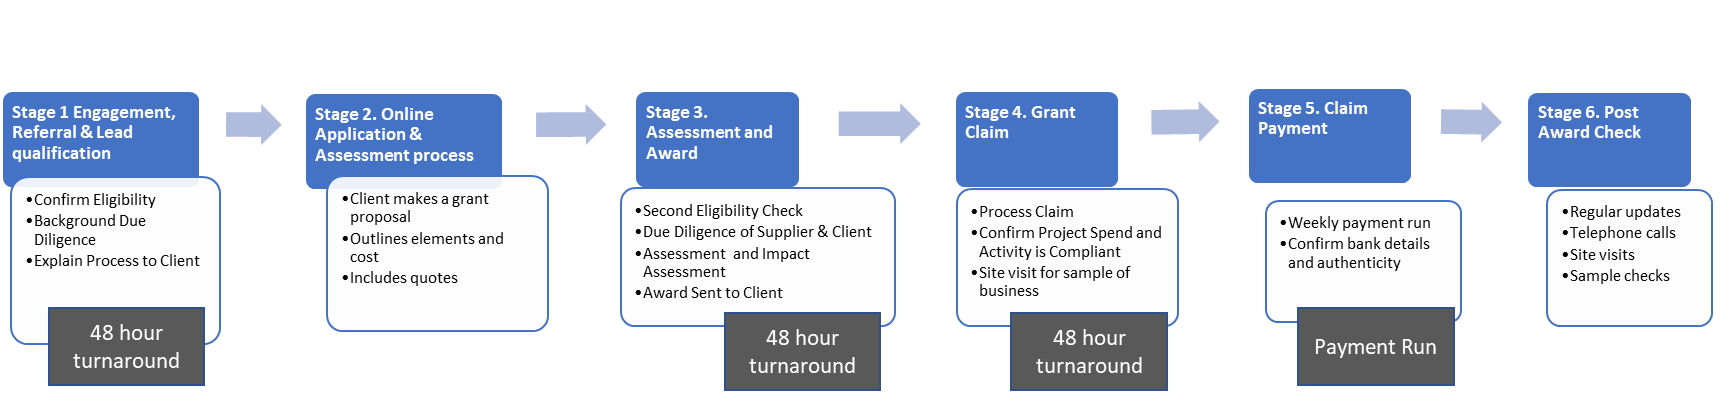 Stage 1 Engagement,
Referral & Lead
qualification
•Confirm Eligibility
•Background Due
Diligence
•Explain Process to Client
48 hour
turnaround
Stage 2. Online
Application &
Assessment process
•Client makes a grant
proposal
•Outlines elements and
cost
•Includes quotes
Stage 3.
Assessment and
Award
•Second Eligibility Check
•Due Diligence of Supplier & Client
•Assessment and Impact
Assessment
•Award Sent to Client
48 hour
turnaround
Stage 4. Grant
Claim
•Process Claim
•Confirm Project Spend and
Activity is Compliant
•Site visit for sample of
business
48 hour
turnaround
Stage 5. Claim
Payment
•Weekly payment run
•Confirm bank details
and authenticity
Payment Run
Stage 6. Post
Award Check
•Regular updates
•Telephone calls
•Site visits
•Sample checks